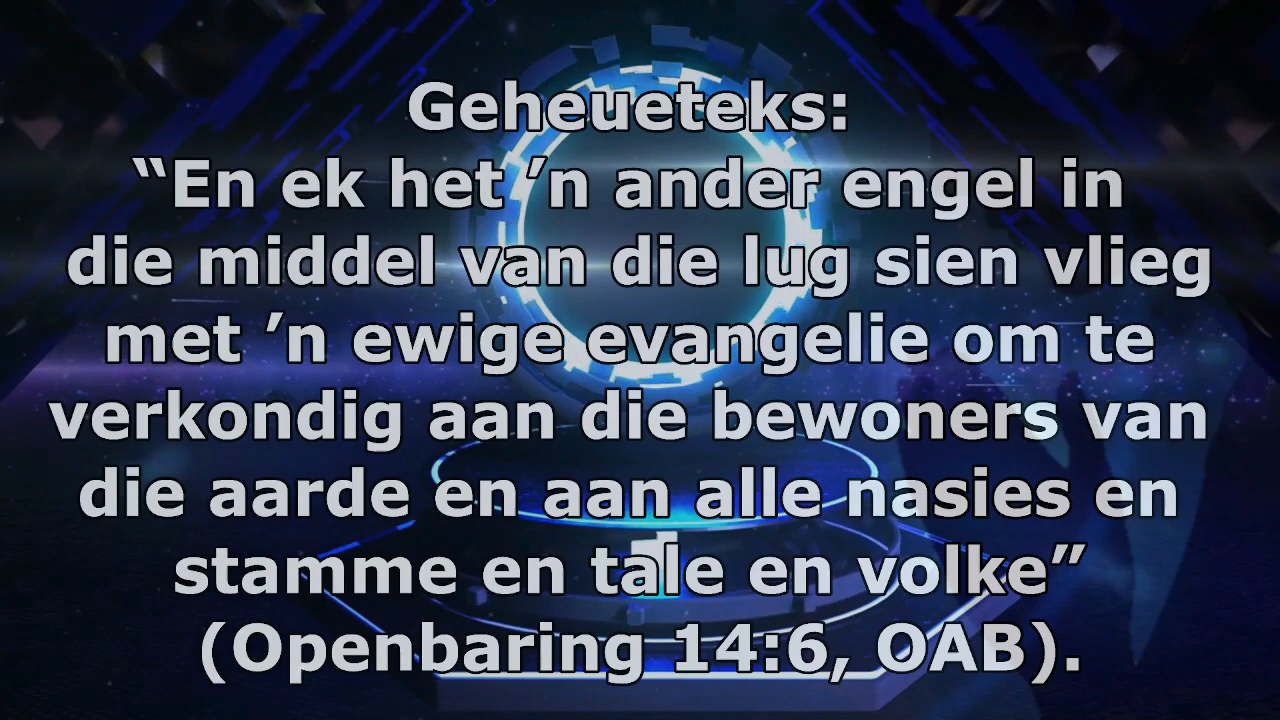 Geheueteks:
“En ek het ’n ander engel in
die middel van die lug sien vlieg
met ’n ewige evangelie om te
verkondig aan die bewoners van
die aarde en aan alle nasies en
stamme en tale en volke”
(Openbaring 14:6, OAB).